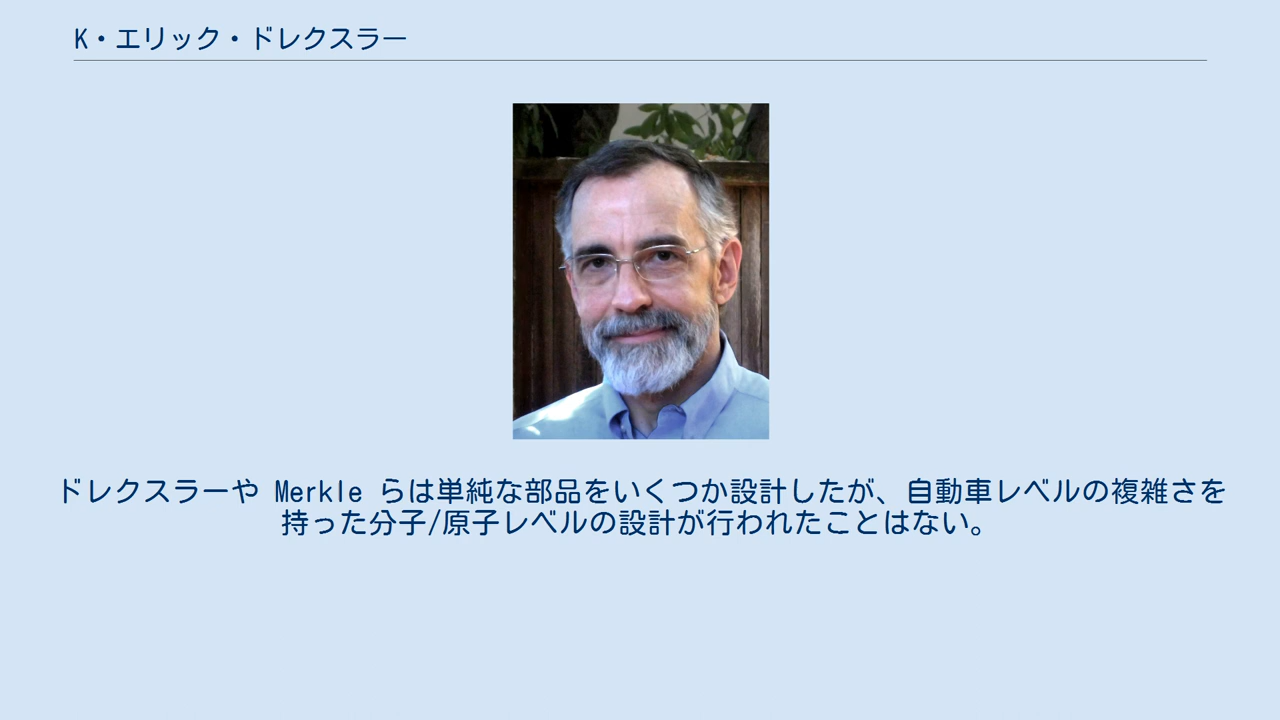 K・エリック・ドレクスラー
ドレクスラーや Merkle らは単純な部品をいくつか設計したが、自動車レベルの複雑さを
持った分子/原子レベルの設計が行われたことはない。